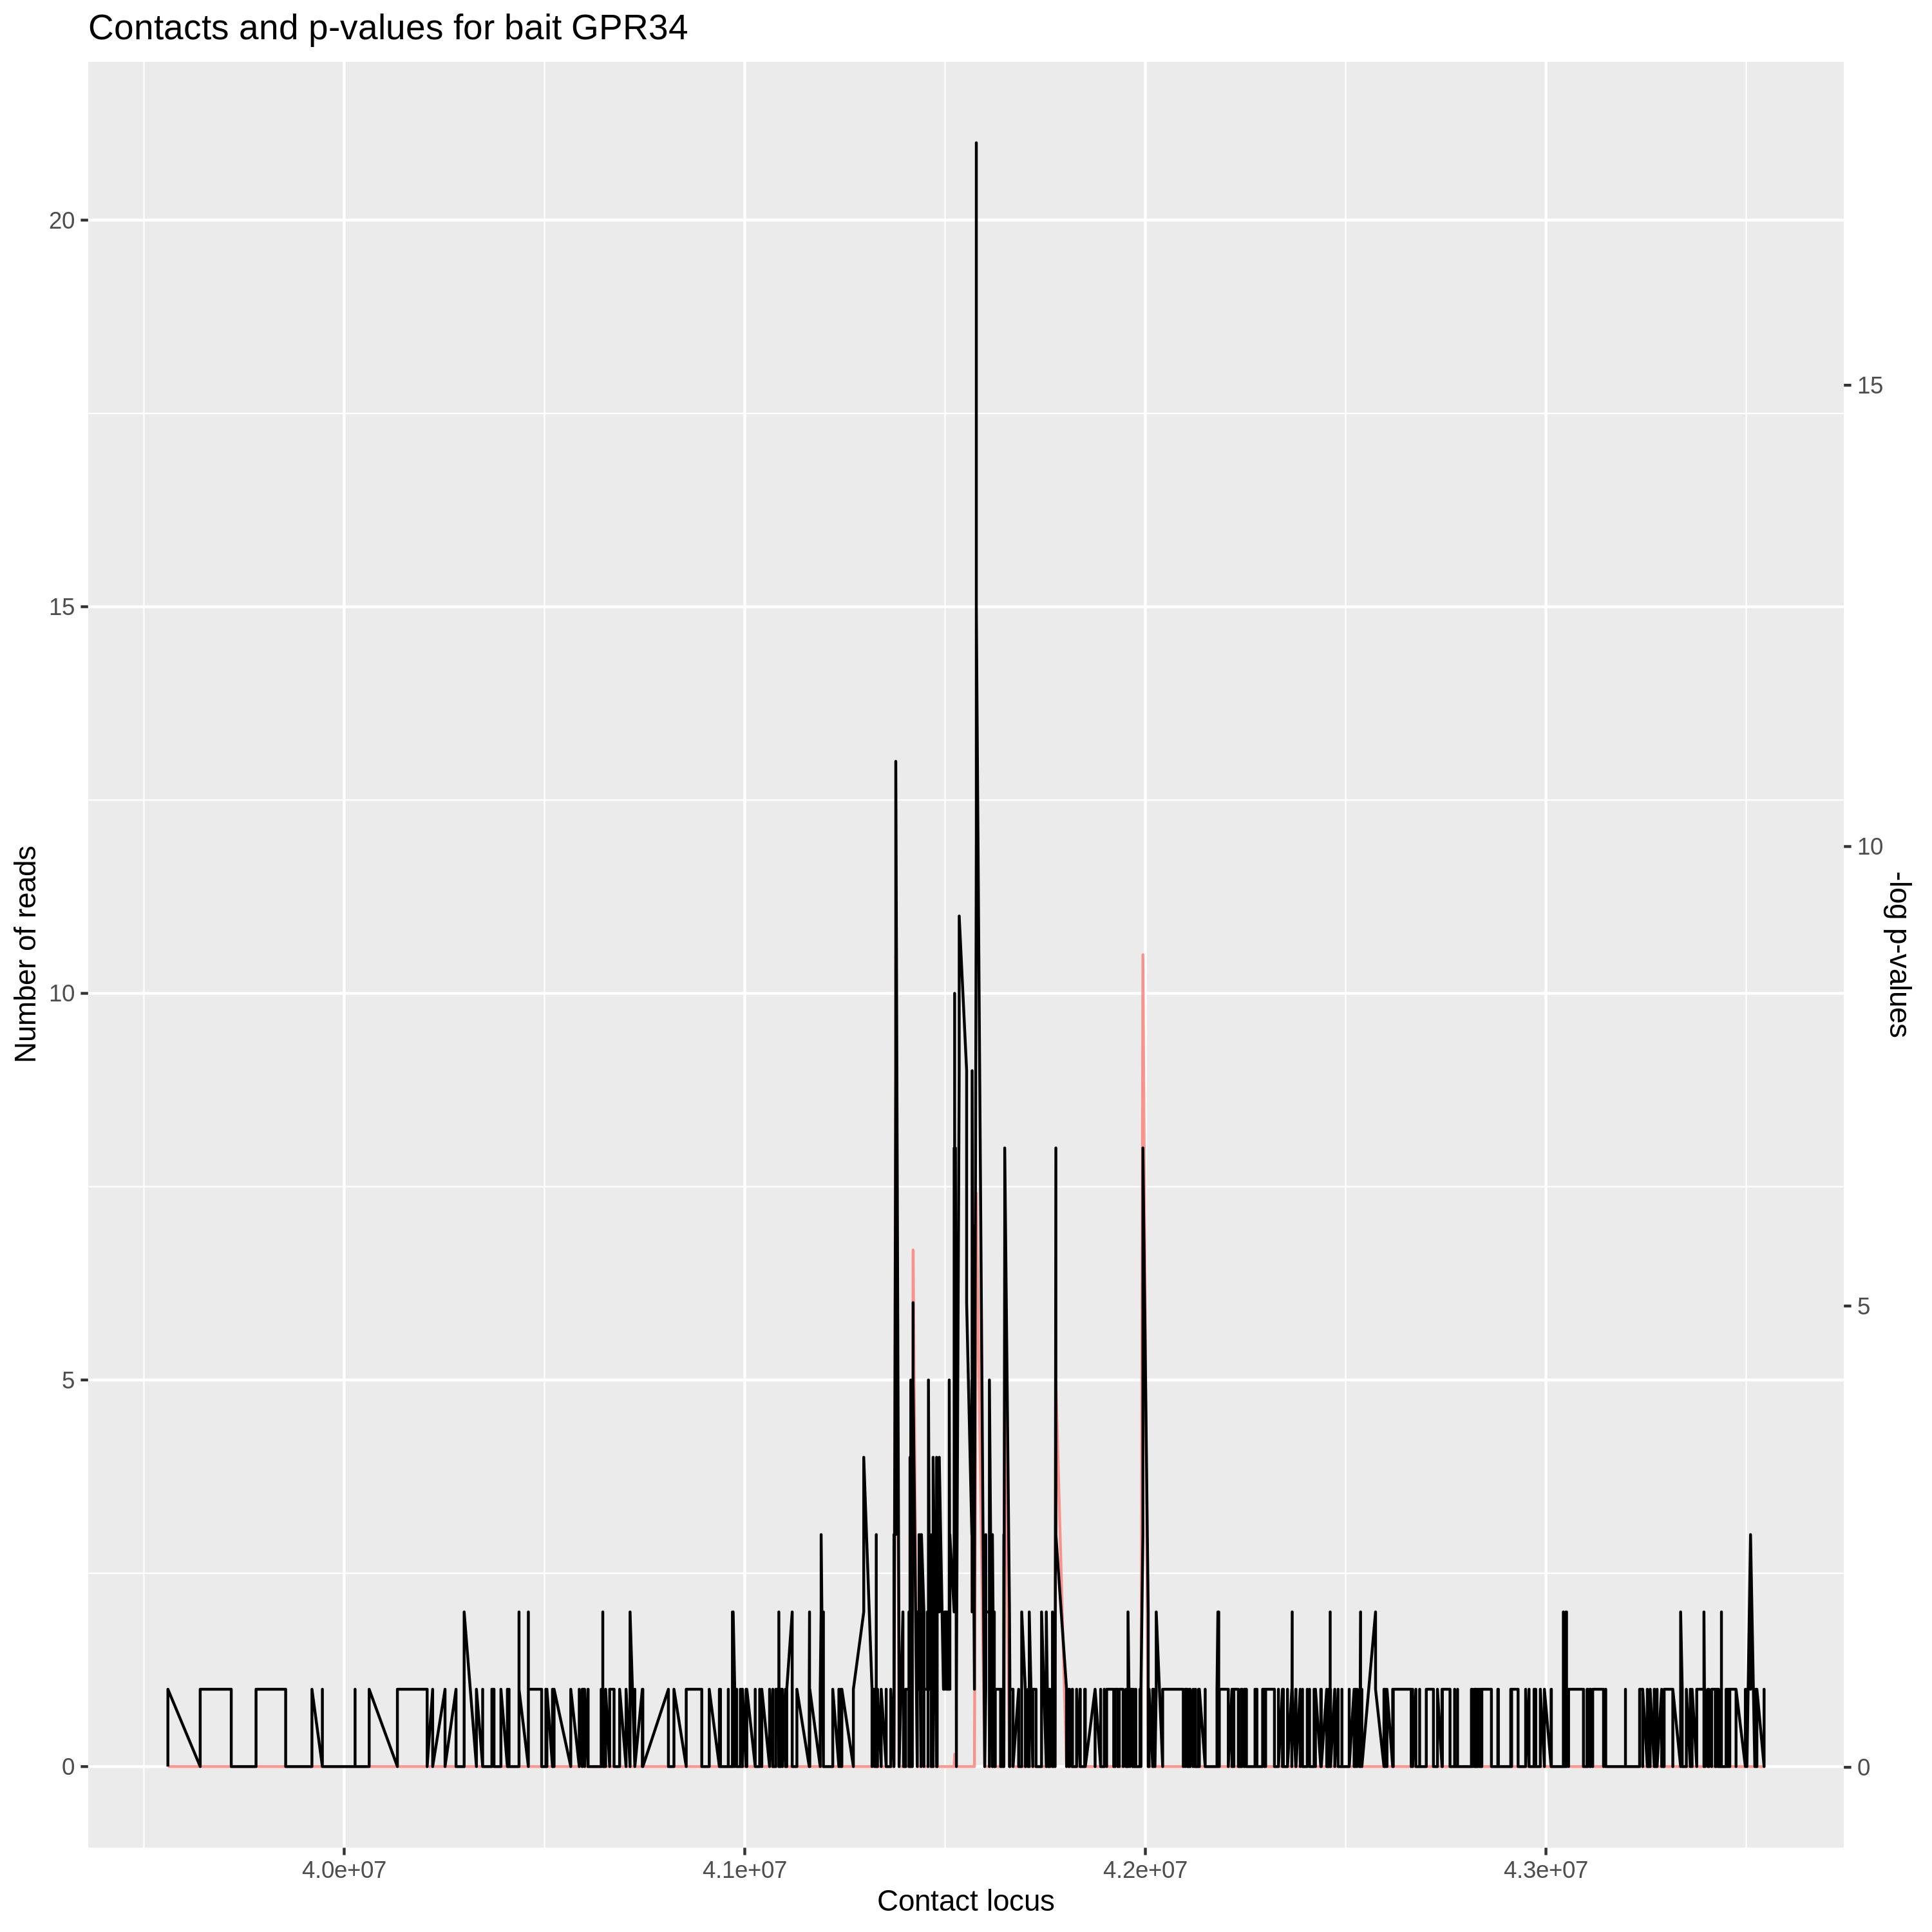 Contacts and p-values for bait GPR34
20
15
10
5
0
Number of reads
15
10
5
0
-log p-values
4.0e+07
4.1e+07
4.2e+07
4.3e+07
Contact locus